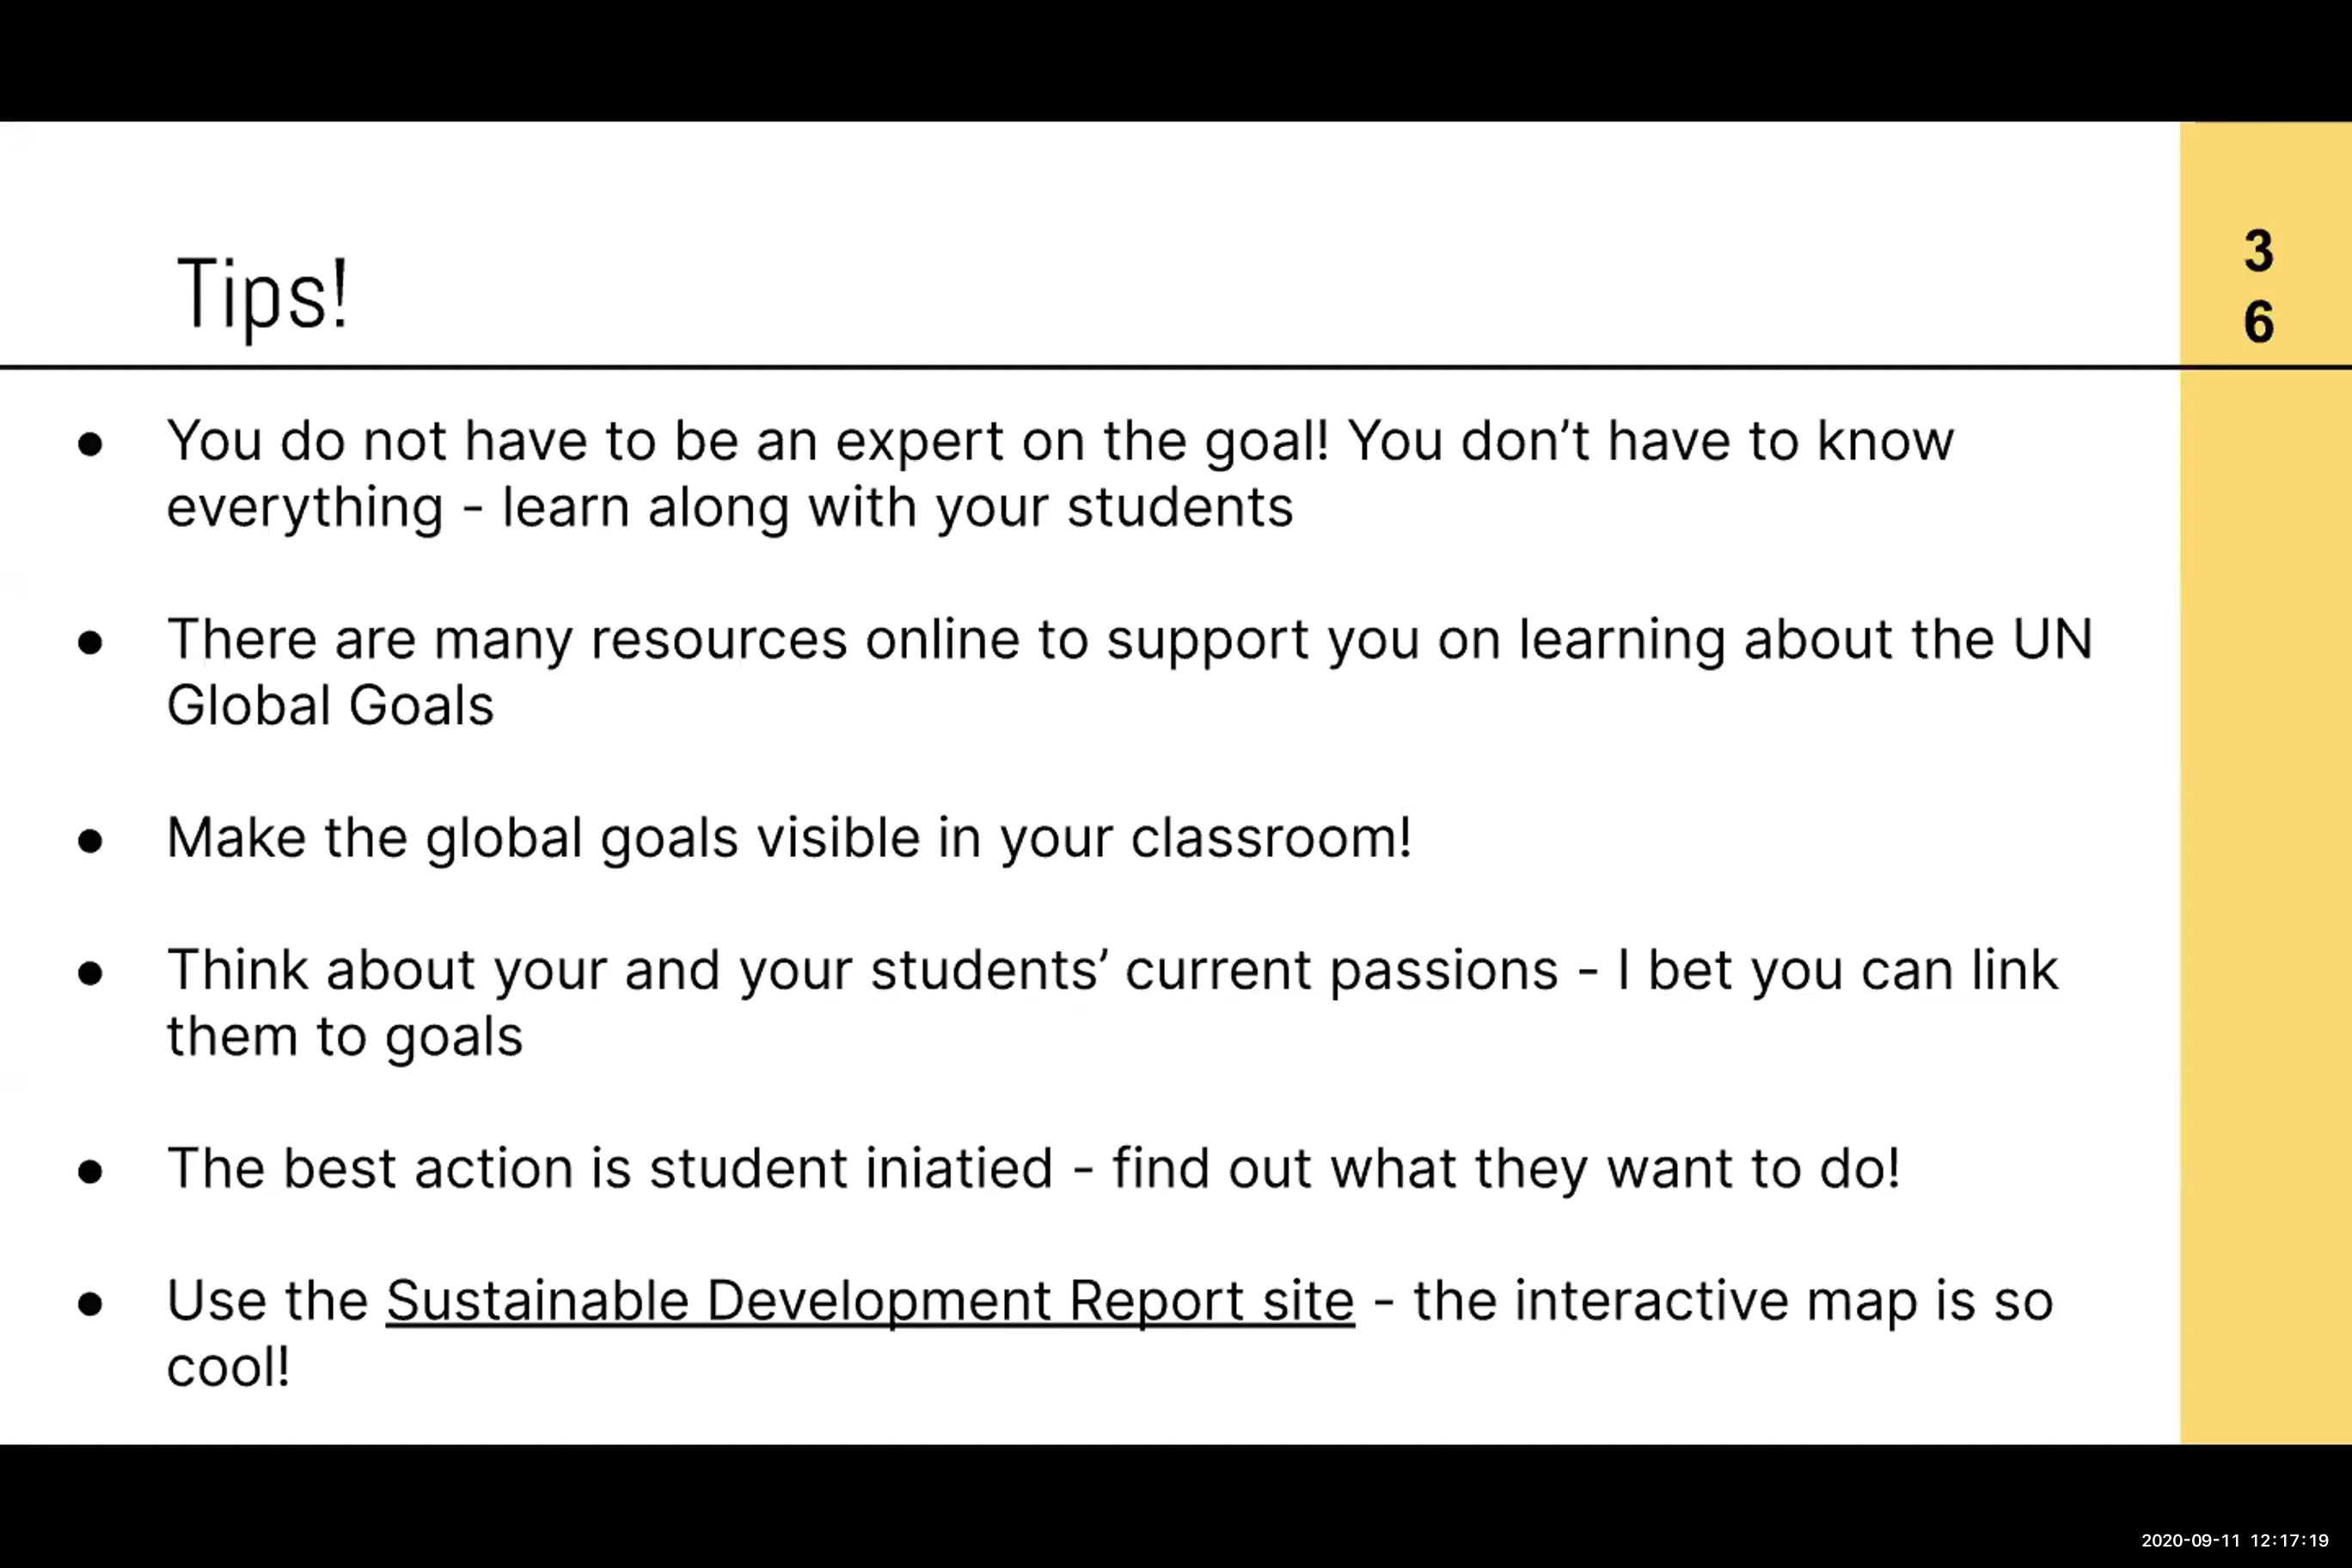 Tips!
3
6
● You do not have to be an expert on the goal! You don’t have to know
everything - learn along with your students
● There are many resources online to support you on learning about the UN
Global Goals
● Make the global goals visible in your classroom!
● Think about your and your students’ current passions - I bet you can link
them to goals
● The best action is student iniatied - find out what they want to do!
● Use the Sustainable Development Report site - the interactive map is so
cool!
2020-09-11 12:17:19